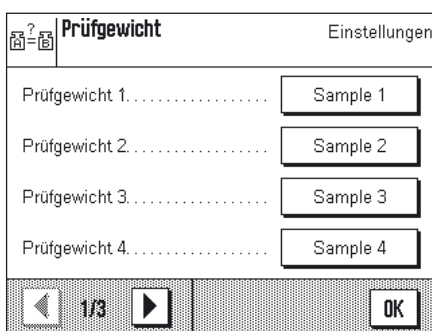 A ? = B Prüfgewicht Einstellungen
Prüfgewicht 1.................. Sample 1
Prüfgewicht 2.................. Sample 2
Prüfgewicht 3.................. Sample 3
Prüfgewicht 4.................. Sample 4
1/3 OK